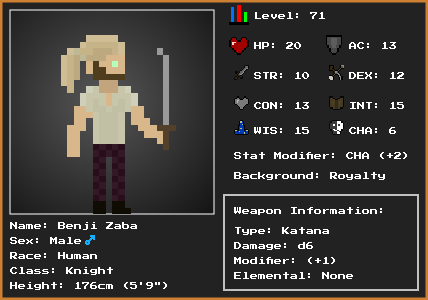 Level: 71
HP: 20 AC: 13
STR: 10 DEX: 12
CON: 13 INT: 15
WIS: 15 CHA: 6
Stat Modifier: CHA (+2)
Background: Royalty
Weapon Information:
Type: Katana
Damage: d6
Modifier: (+1)
Elemental: None
Name: Benji Zaba
Sex: Male♂
Race: Human
Class: Knight
Height: 176cm (5'9")